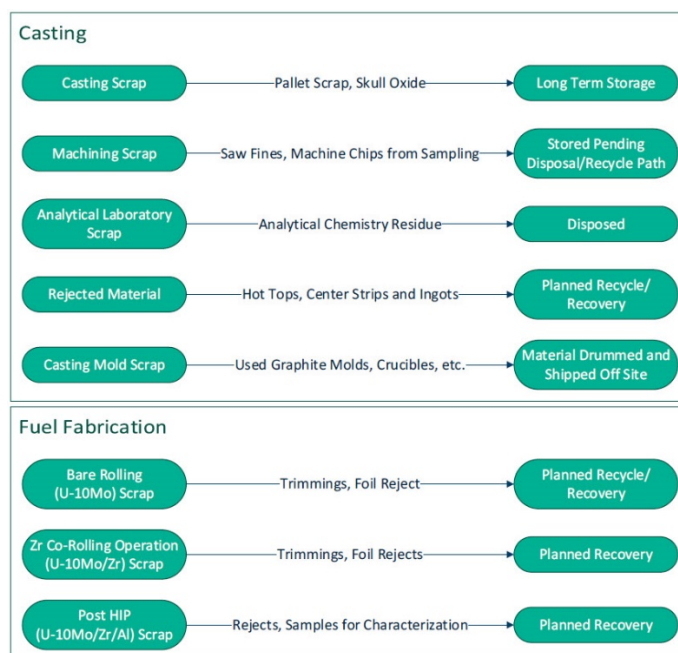 Casting
Casting Scrap
Pallet Scrap, Skull Oxide
Long Term Storage
Machining Scrap
Saw Fines, Machine Chips from Sampling
Stored Pending
Disposal/Recycle Path
Analytical Laboratory
Scrap
Analytical Chemistry Residue
Disposed
Rejected Material
Hot Tops, Center Strips and Ingots
Planned Recycle/
Recovery
Casting Mold Scrap
Used Graphite Molds, Crucibles, etc.
Material Drummed and
Shipped Off Site
Fuel Fabrication
Bare Rolling
(U-10Mo) Scrap
Trimmings, Foil Reject
Planned Recycle/
Recovery
Zr Co-Rolling Operation
(U-10Mo/Zr) Scrap
Trimmings, Foil Rejects
Planned Recovery
Post HIP
(U-10Mo/Zr/Al) Scrap
Rejects, Samples for Characterization
Planned Recovery